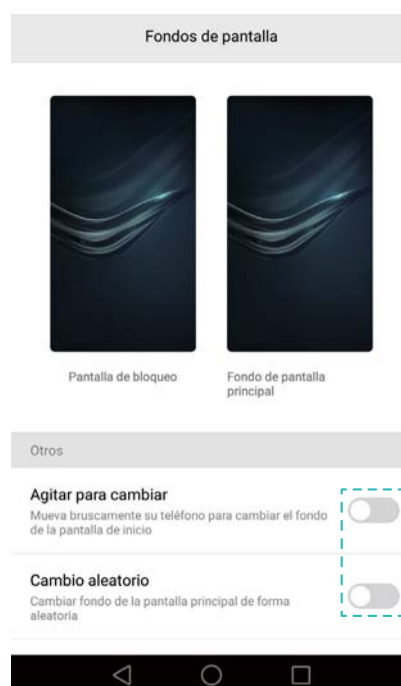 Fondos de pantalla
Pantalla de bloqueo
Fondo de pantalla
principal
Otros
Agitar para cambiar
Mueva bruscamente su teléfono para cambiar el fondo
de la pantalla de inicio
Cambio aleatorio
Cambiar fondo de la pantalla principal de forma
aleatoria